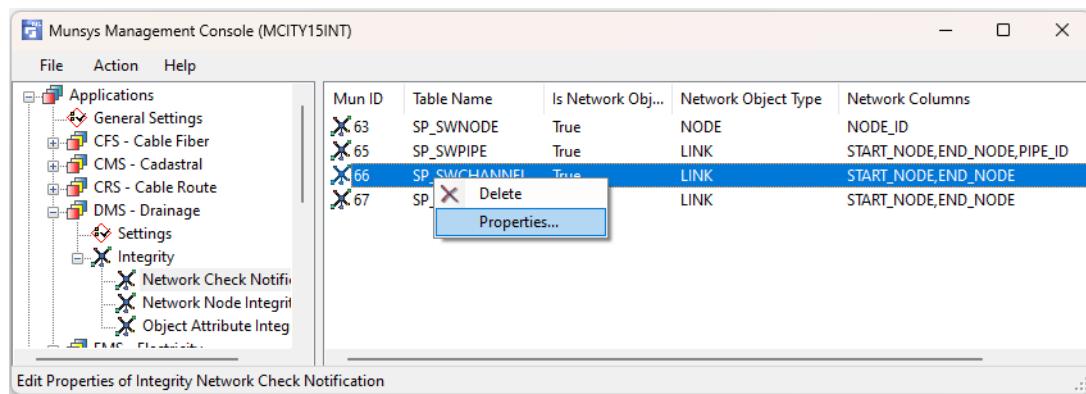 Munsys Management Console (MCITY15INT)
File Action Help
Applications
General Settings
CFS - Cable Fiber
CMS - Cadastral
CRS - Cable Route
DMS - Drainage
Settings
Integrity
Network Check Notifi
Network Node Integrit
Object Attribute Integ
Mun ID Table Name Is Network Obj... Network Object Type Network Columns
63 SP_SWNODE True NODE NODE_ID
65 SP_SWPIPE True LINK START_NODE,END_NODE,PIPE_ID
66 SP_SWCHANNEL True LINK START_NODE,END_NODE
67 SP_ LINK START_NODE,END_NODE
Delete
Properties...
Edit Properties of Integrity Network Check Notification